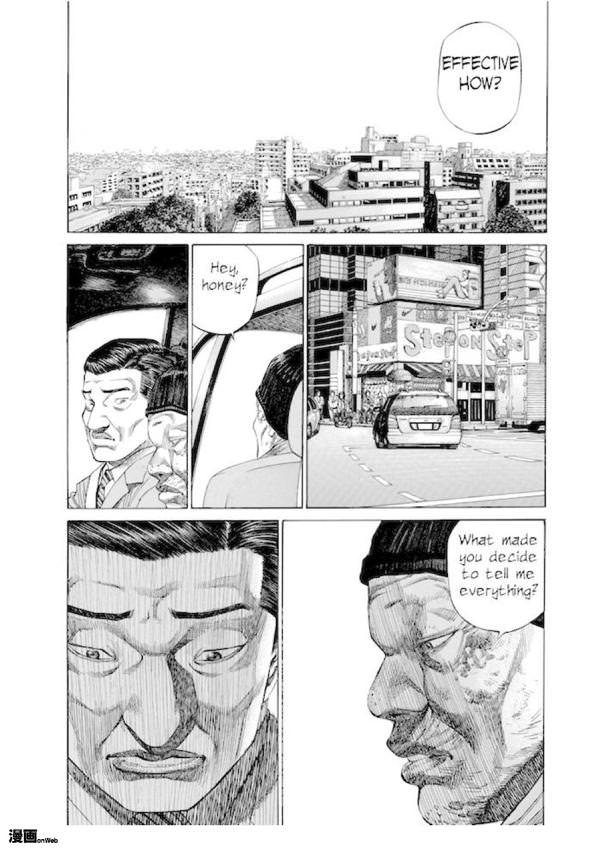 EFFECTIVE
HOW?
Hey,
honey?
Step on Step
What made
you decide
to tell me
everything?
漫画onWeb